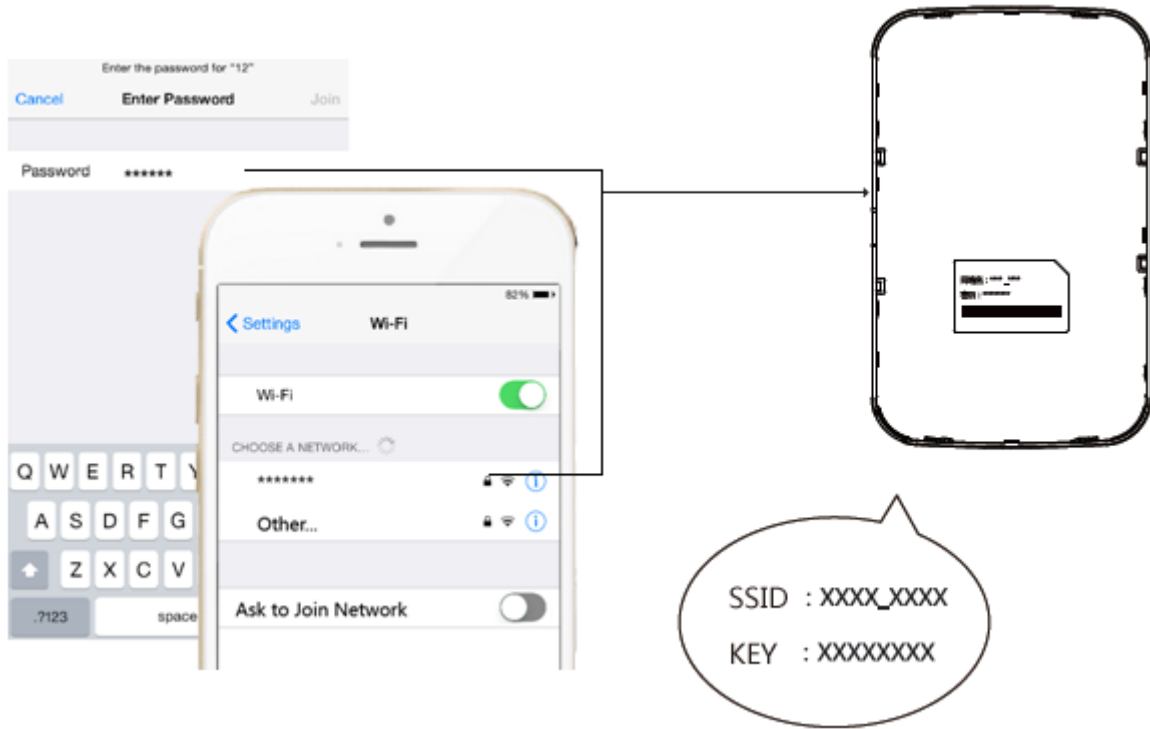 Enter the password for "12"
Cancel Enter Password Join
Password ******
Q W E R T Y
A S D F G
Z X C V
.?123 space
82%
Settings Wi-Fi
Wi-Fi
CHOOSE A NETWORK...
*******
Other...
Ask to Join Network
SSID : XXXX_XXXX
KEY : XXXXXXXX